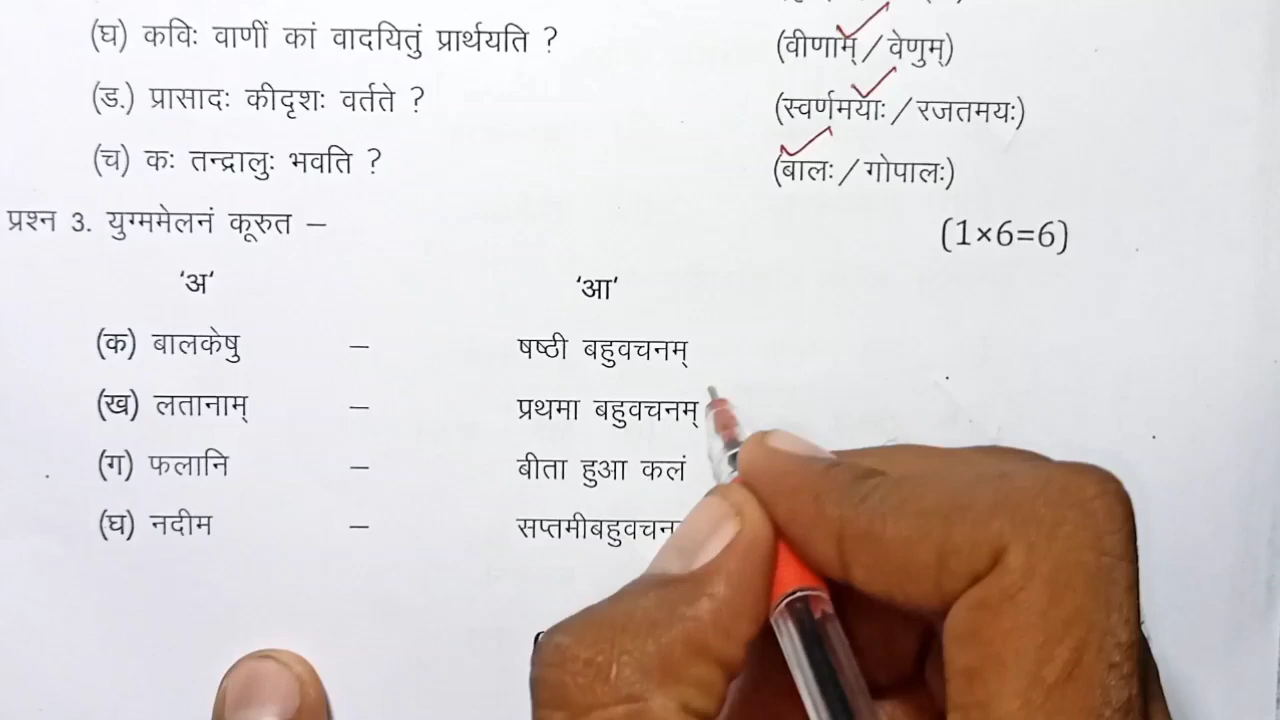 (घ) कविः वाणीं कां वादयितुं प्रार्थयति ? (वीणाम् / वेणुम्)
(ड.) प्रासादः कीदृशः वर्तते ? (स्वर्णमयाः / रजतमयः)
(च) कः तन्द्रालुः भवति ? (बालः / गोपालः)
प्रश्न 3. युग्ममेलनं कूरुत – (1×6=6)
'अ' 'आ'
(क) बालकेषु – षष्ठी बहुवचनम्
(ख) लतानाम् – प्रथमा बहुवचनम्
(ग) फलानि – बीता हुआ कलं
(घ) नदीम – सप्तमीबहुवचन